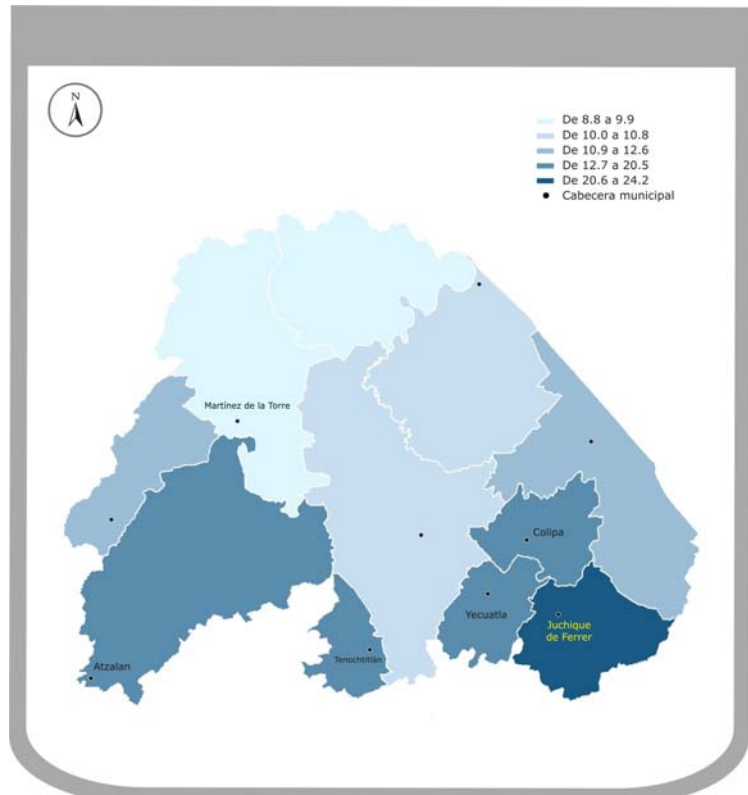 N
De 8.8 a 9.9
De 10.0 a 10.8
De 10.9 a 12.6
De 12.7 a 20.5
De 20.6 a 24.2
Cabecera municipal
Martínez de la Torre
Colipa
Yecuatla
Juchique
de Ferrer
Tenochtitlán
Atzalan